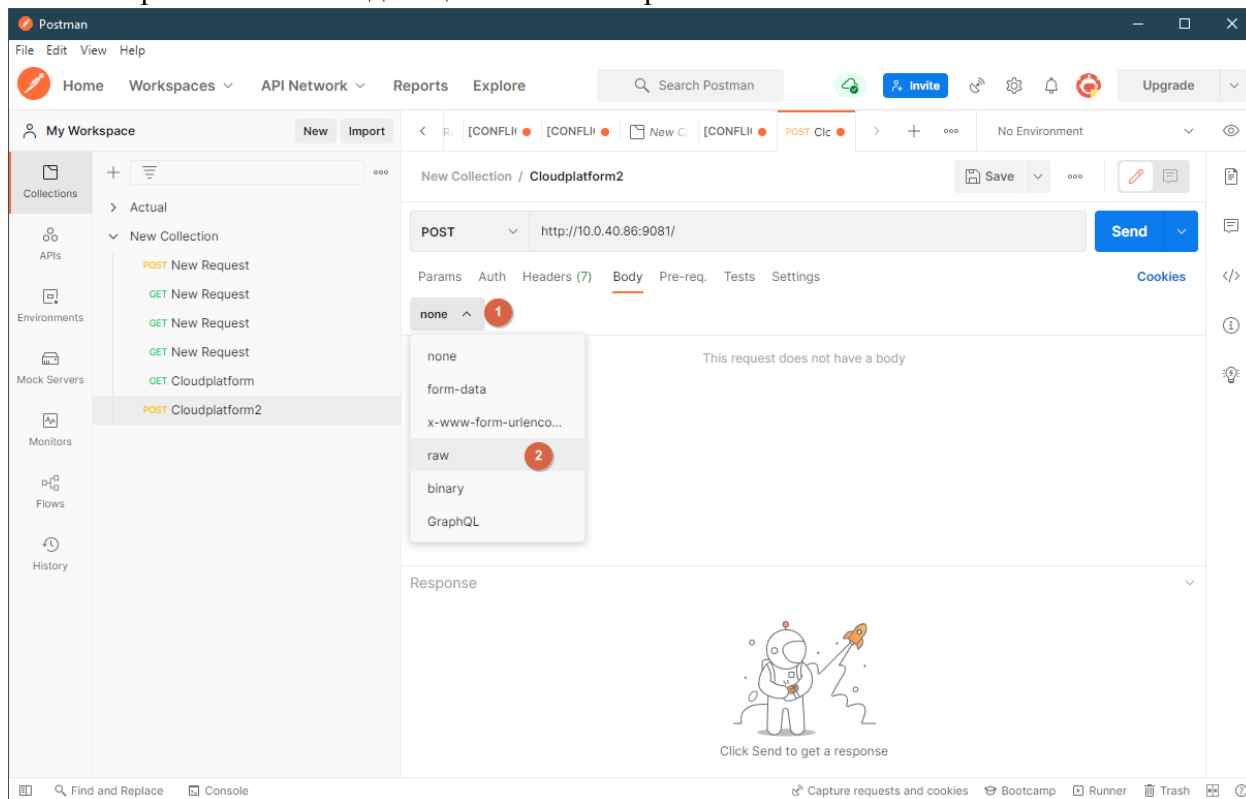 Postman
File Edit View Help
Home Workspaces API Network Reports Explore Search Postman Invite Upgrade
My Workspace New Import [CONFLI [CONFLI New C [CONFLI POST Clc No Environment
Collections
APIs
Environments
Mock Servers
Monitors
Flows
History
Actual
New Collection
POST New Request
GET New Request
GET New Request
GET New Request
GET Cloudplatform
POST Cloudplatform2
New Collection / Cloudplatform2 Save
POST http://10.0.40.86:9081/ Send
Params Auth Headers (7) Body Pre-req. Tests Settings Cookies
none 1
none
form-data
x-www-form-urlenco...
raw 2
binary
GraphQL
This request does not have a body
Response
Click Send to get a response
Find and Replace Console Capture requests and cookies Bootcamp Runner Trash